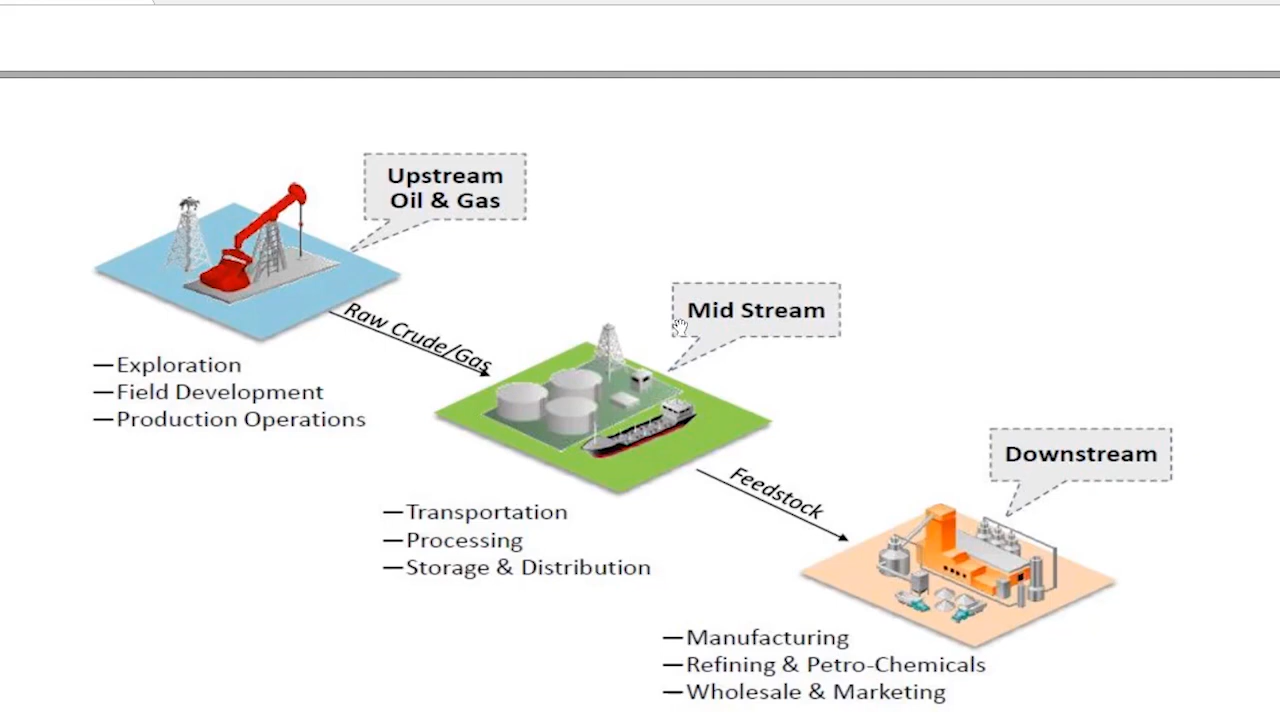 Upstream
Oil & Gas
Raw Crude/Gas
—Exploration
—Field Development
—Production Operations
Mid Stream
Feedstock
—Transportation
—Processing
—Storage & Distribution
Downstream
—Manufacturing
—Refining & Petro-Chemicals
—Wholesale & Marketing